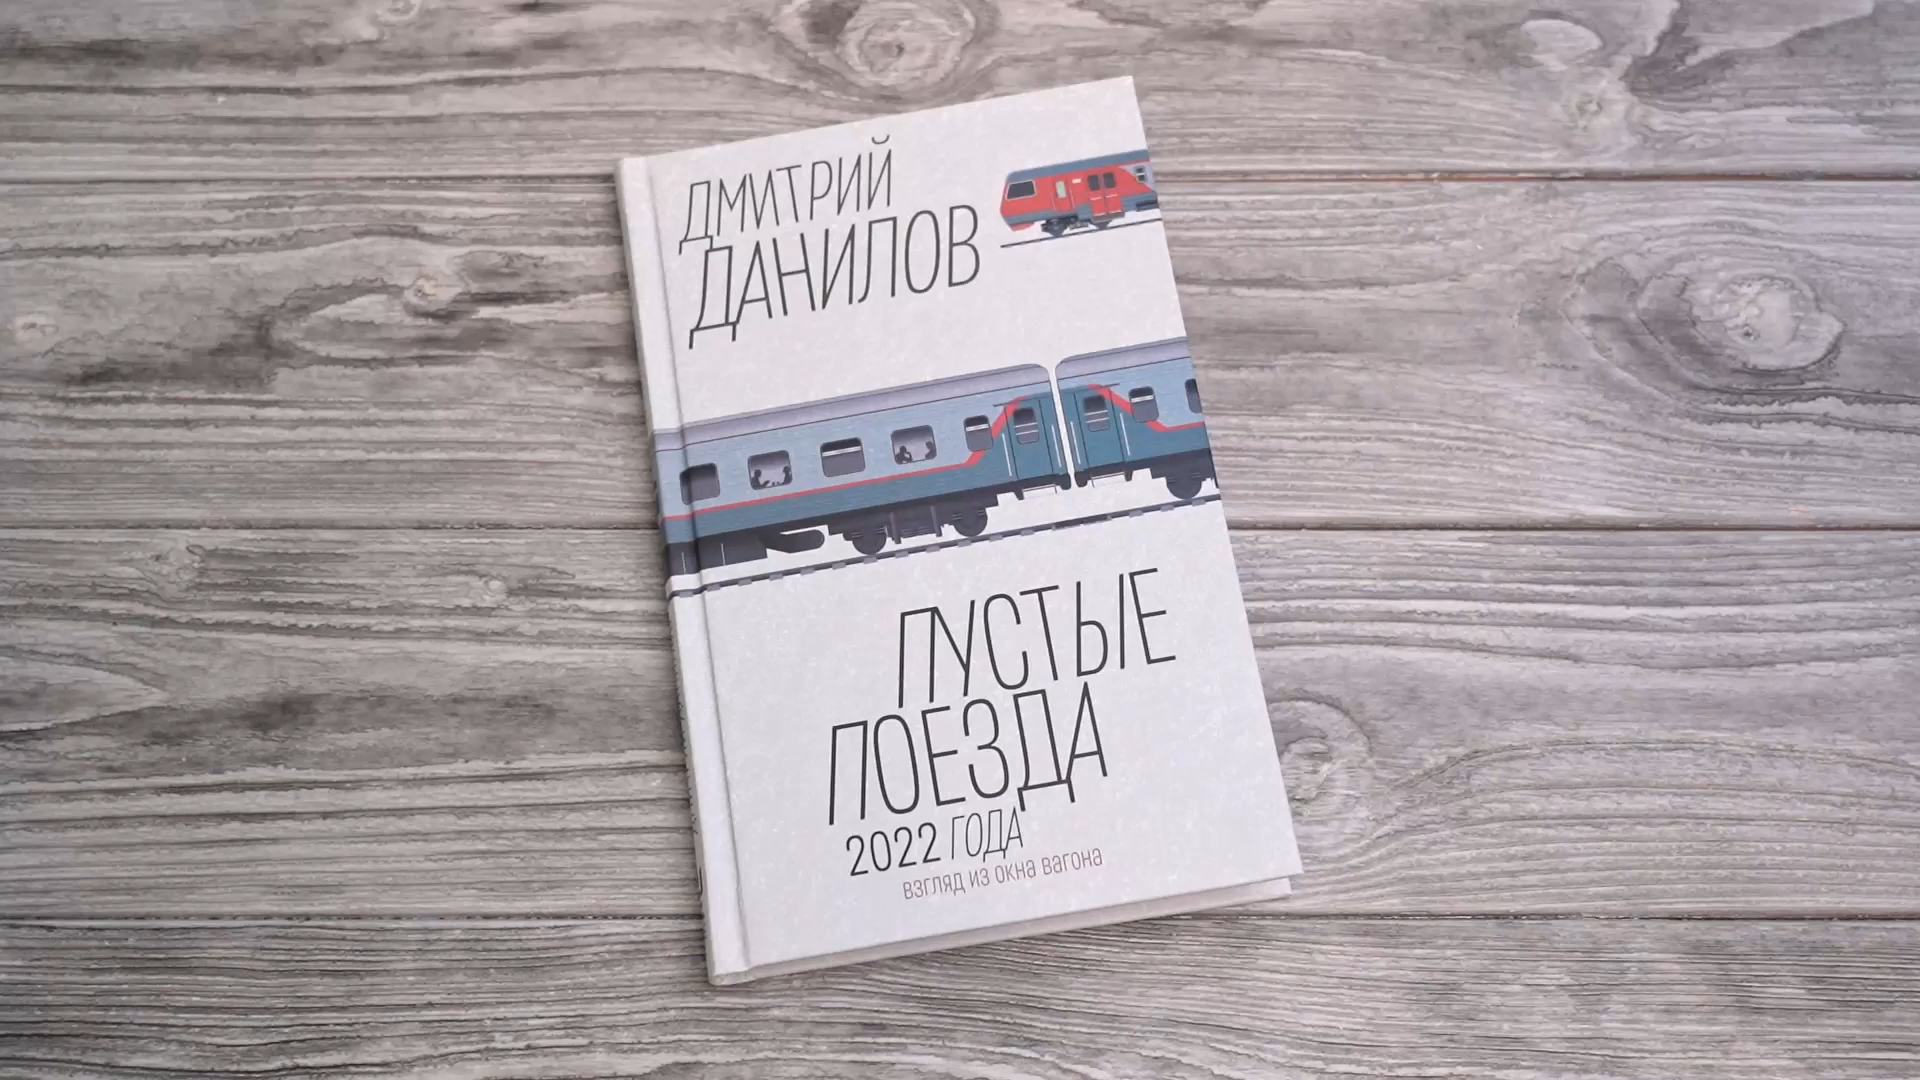 ДМИТРИЙ
ДАНИЛОВ
ПУСТЫЕ
ПОЕЗДА
2022 ГОДА
ВЗГЛЯД ИЗ ОКНА ВАГОНА